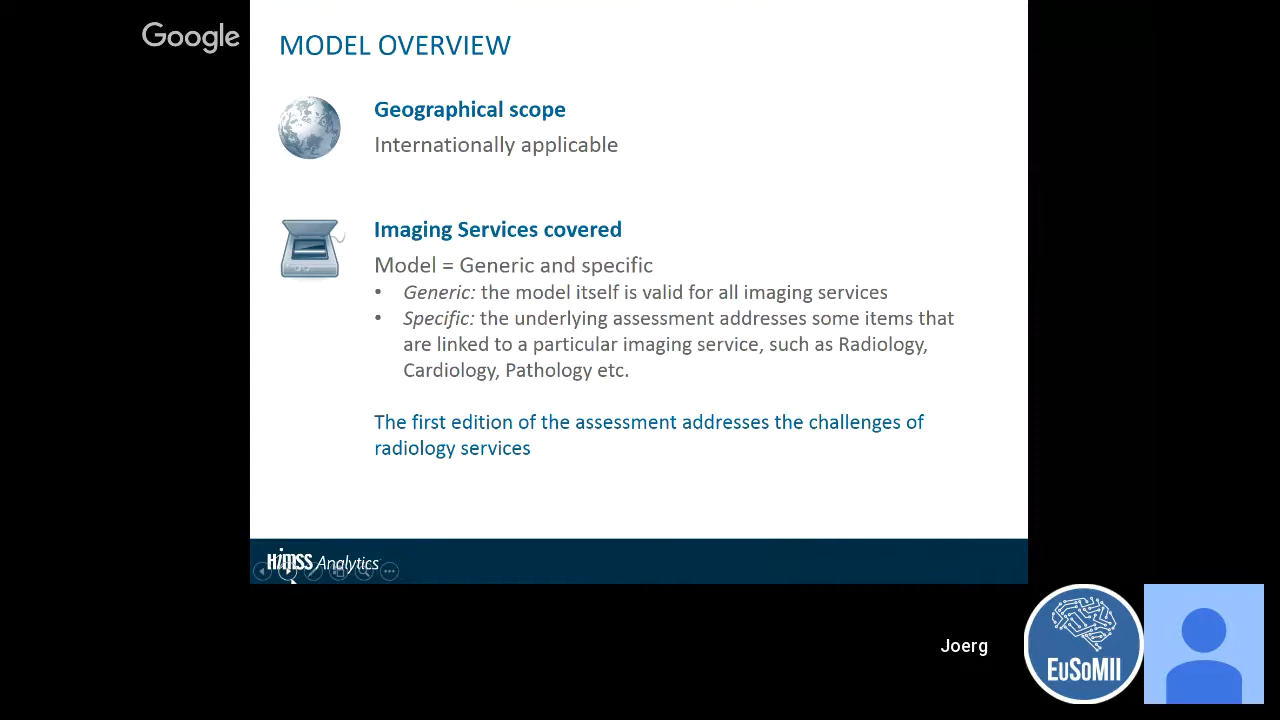 Google
MODEL OVERVIEW
Geographical scope
Internationally applicable
Imaging Services covered
Model = Generic and specific
• Generic: the model itself is valid for all imaging services
• Specific: the underlying assessment addresses some items that
are linked to a particular imaging service, such as Radiology,
Cardiology, Pathology etc.
The first edition of the assessment addresses the challenges of
radiology services
HIMSS Analytics
Joerg
EuSoMII